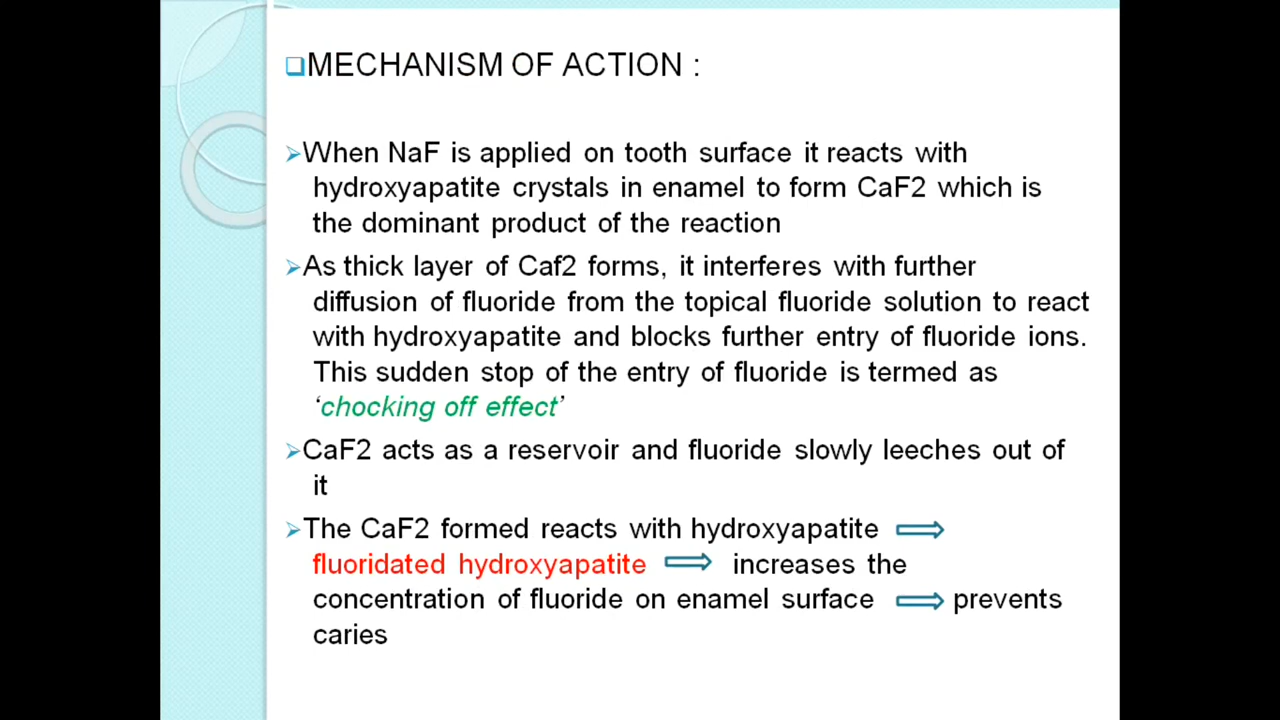 MECHANISM OF ACTION :
When NaF is applied on tooth surface it reacts with
hydroxyapatite crystals in enamel to form CaF2 which is
the dominant product of the reaction
As thick layer of Caf2 forms, it interferes with further
diffusion of fluoride from the topical fluoride solution to react
with hydroxyapatite and blocks further entry of fluoride ions.
This sudden stop of the entry of fluoride is termed as
‘chocking off effect’
CaF2 acts as a reservoir and fluoride slowly leeches out of
it
The CaF2 formed reacts with hydroxyapatite ⇨
fluoridated hydroxyapatite ⇨ increases the
concentration of fluoride on enamel surface ⇨ prevents
caries